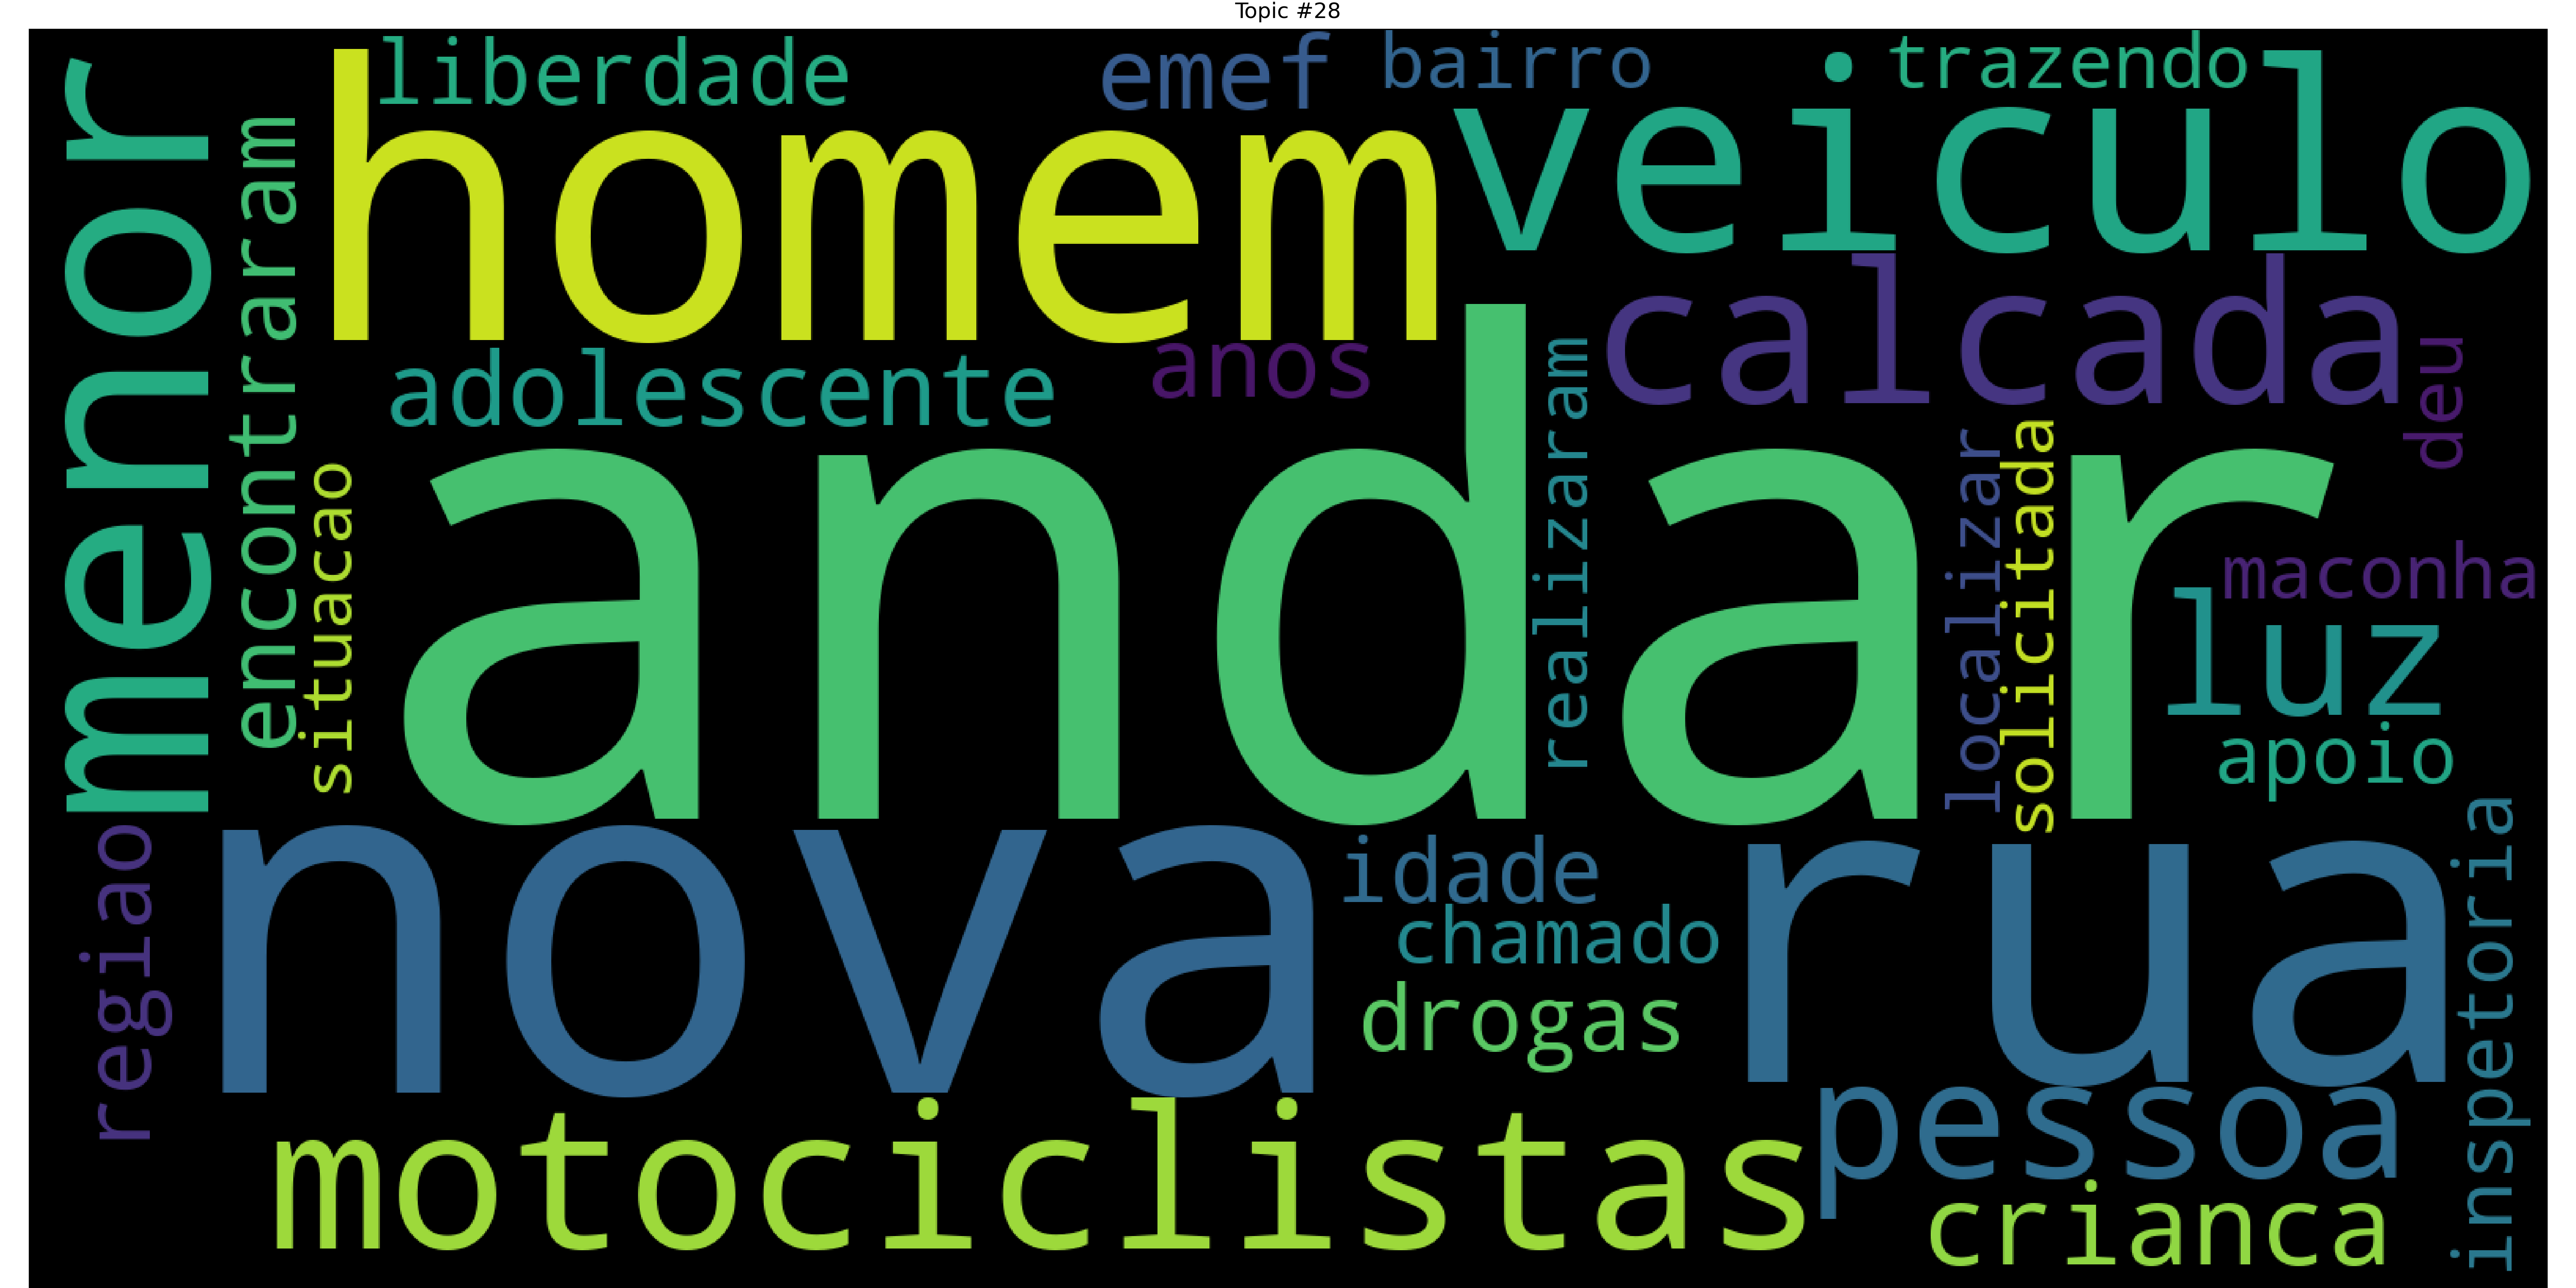 Topic #28
liberdade
emef
bairro
trazendo
menor
encontraram
homem
veiculo
calcada
adolescente
anos
deu
realizaram
situacao
andar
localizar
solicitada
maconha
luz
apoio
regiao
nova
idade
chamado
drogas
rua
inspetoria
motociclistas
pessoa
crianca